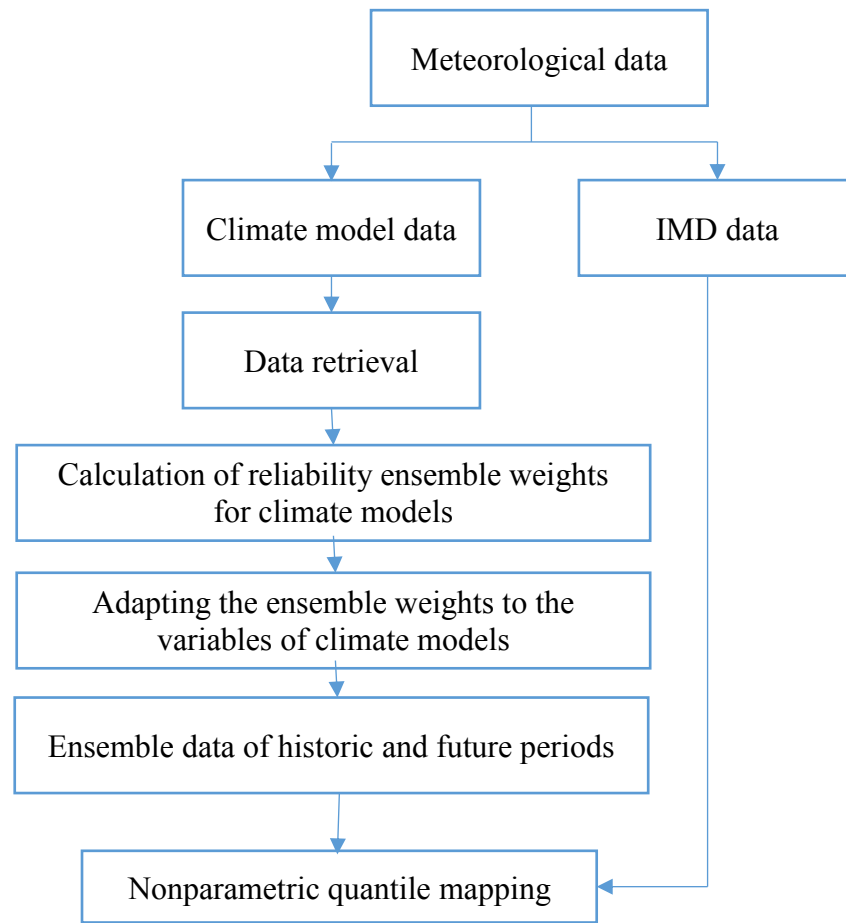 Meteorological data
Climate model data
IMD data
Data retrieval
Calculation of reliability ensemble weights
for climate models
Adapting the ensemble weights to the
variables of climate models
Ensemble data of historic and future periods
Nonparametric quantile mapping